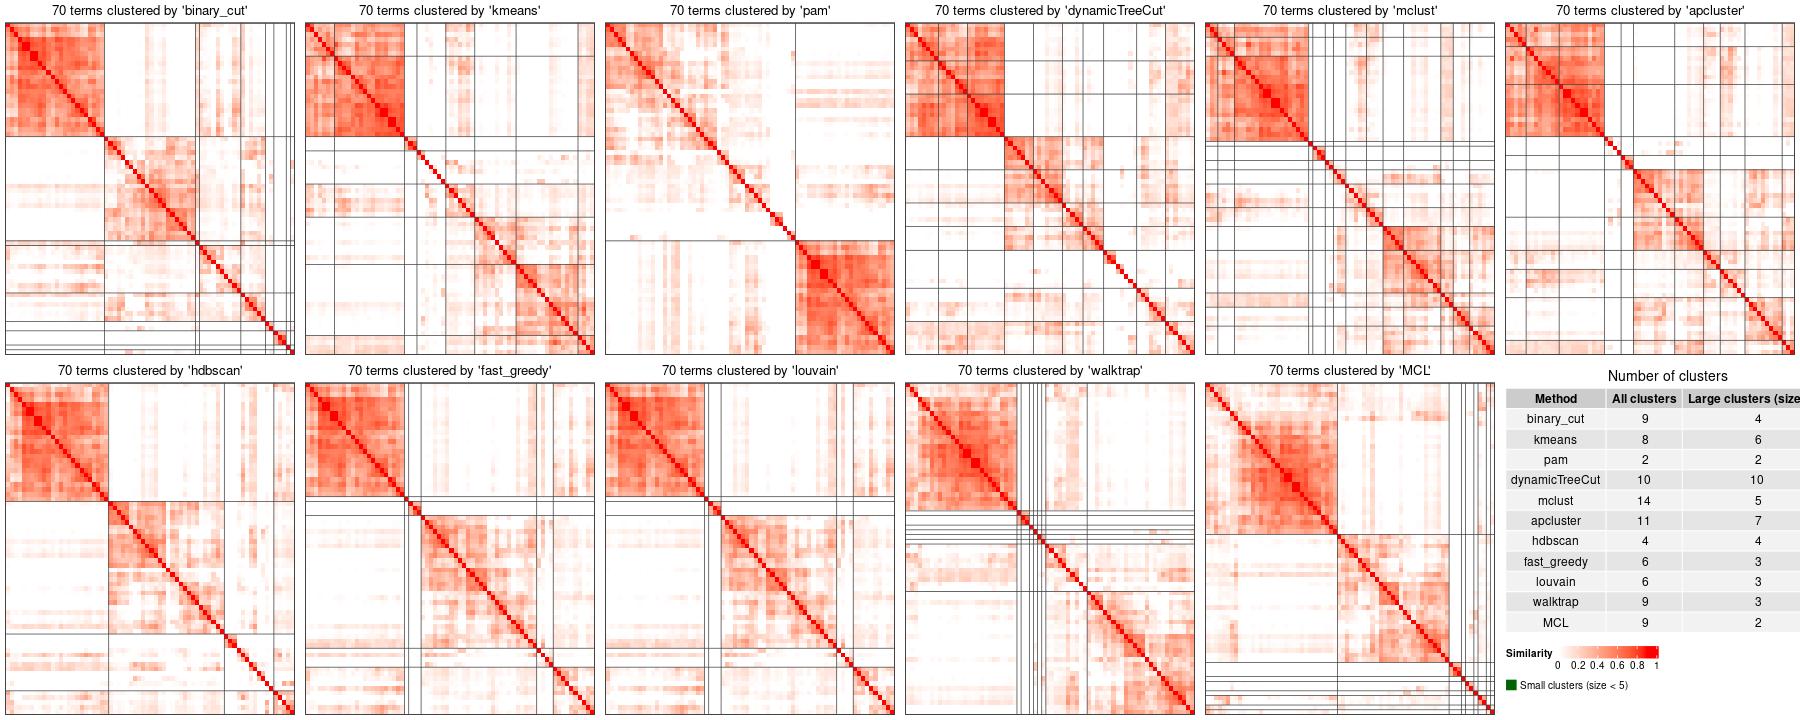 70 terms clustered by 'binary_cut'
70 terms clustered by 'kmeans'
70 terms clustered by 'pam'
70 terms clustered by 'dynamicTreeCut'
70 terms clustered by 'mclust'
70 terms clustered by 'apcluster'
70 terms clustered by 'hdbscan'
70 terms clustered by 'fast_greedy'
70 terms clustered by 'louvain'
70 terms clustered by 'walktrap'
70 terms clustered by 'MCL'
Number of clusters
Method All clusters Large clusters (size
binary_cut 9 4
kmeans 8 6
pam 2 2
dynamicTreeCut 10 10
mclust 14 5
apcluster 11 7
hdbscan 4 4
fast_greedy 6 3
louvain 6 3
walktrap 9 3
MCL 9 2
Similarity
0 0.2 0.4 0.6 0.8 1
Small clusters (size < 5)